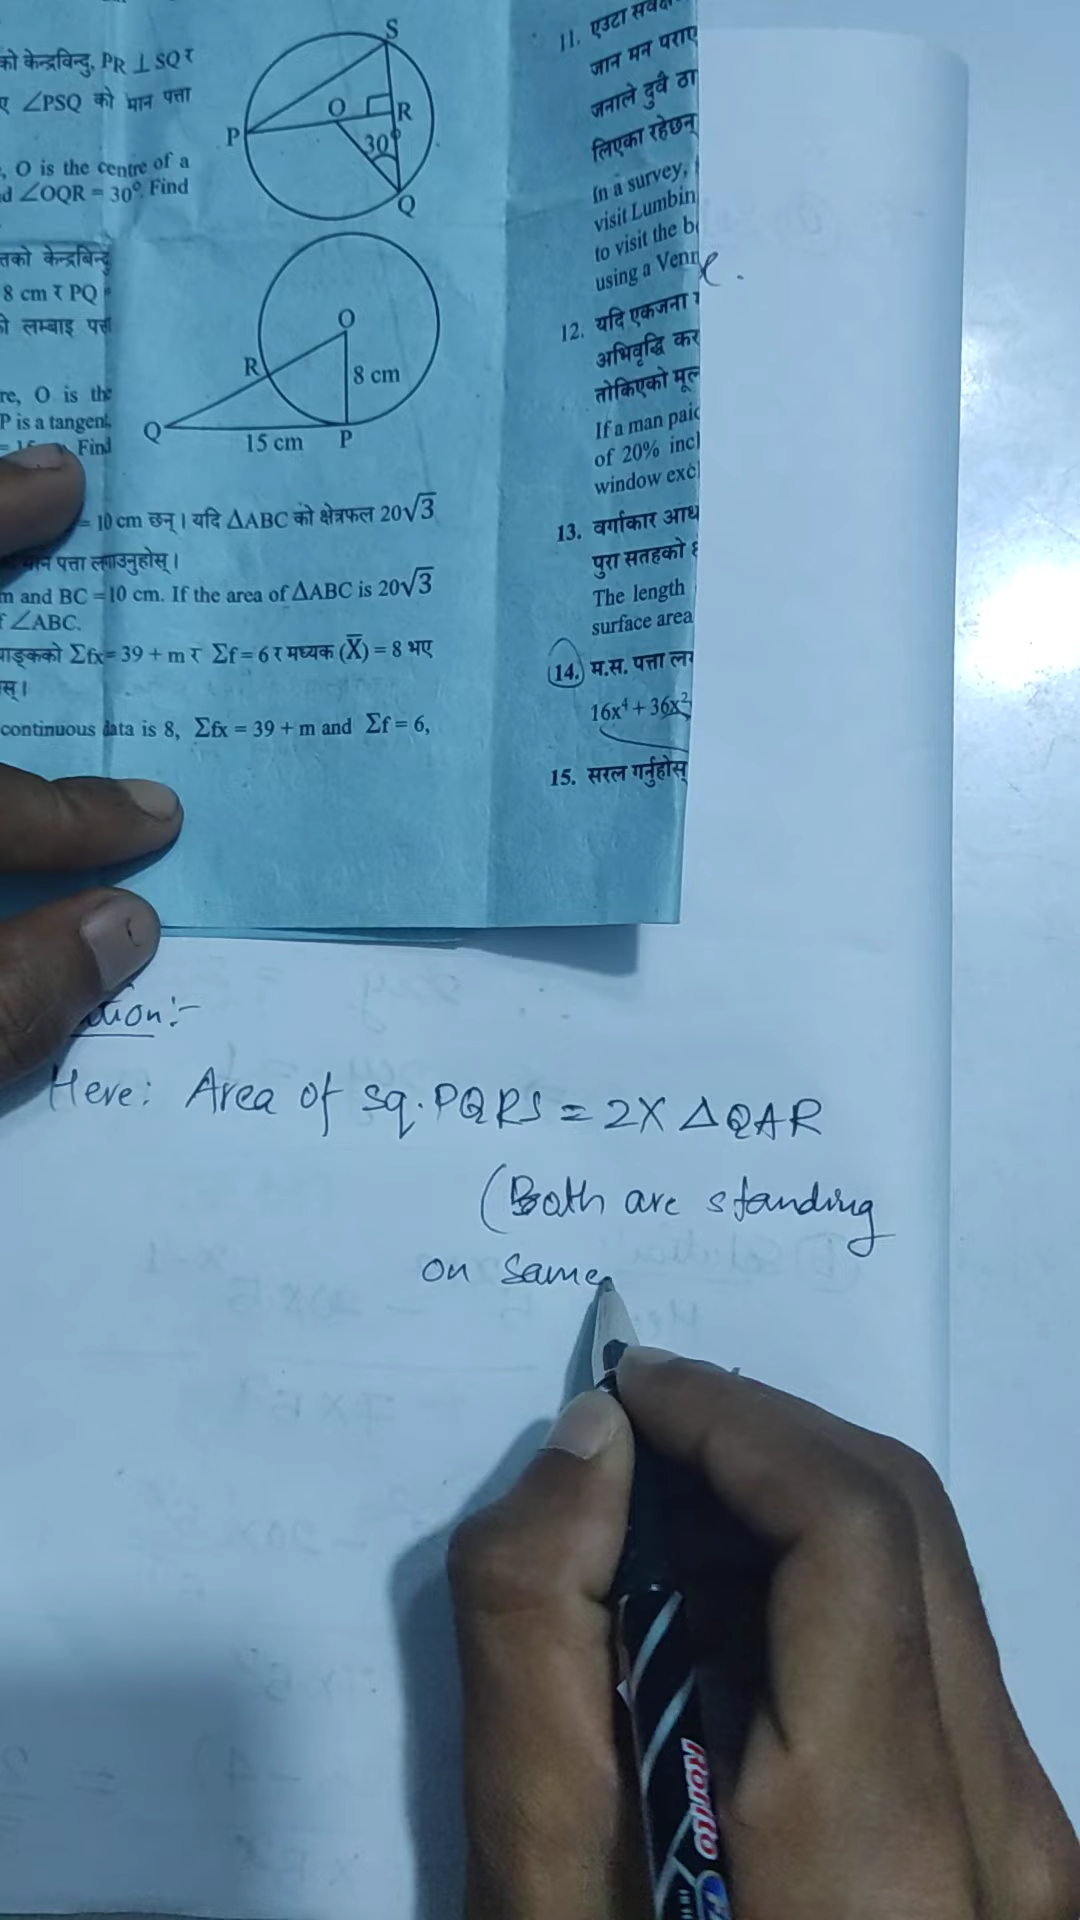 को केन्द्रविन्दु, PR ⊥ SQ र
ए ∠PSQ को मान पत्ता
, O is the centre of a
d ∠OQR = 30°. Find
S
O
R
P
30°
Q
तको केन्द्रबिन्दु
8 cm र PQ =
ो लम्बाइ पत्ता
re, O is the
P is a tangent,
Find
O
R
8 cm
Q
15 cm
P
= 10 cm छन् । यदि ΔABC को क्षेत्रफल 20√3
मान पत्ता लगाउनुहोस् ।
m and BC = 10 cm. If the area of ΔABC is 20√3
f ∠ABC.
याङ्कको Σfx = 39 + m र Σf = 6 र मध्यक (X̅) = 8 भए
स् ।
continuous data is 8, Σfx = 39 + m and Σf = 6,
11. एउटा सर्वेक्ष
जान मन पराए
जनाले दुवै ठा
लिएका रहेछन्
In a survey,
visit Lumbin
to visit the b
using a Venn
12. यदि एकजना
अभिवृद्धि कर
तोकिएको मूल
If a man paid
of 20% incl
window excl
13. वर्गाकार आध
पुरा सतहको
The length
surface area
14. म.स. पत्ता ल
16x⁴ + 36x²
15. सरल गर्नुहोस्
ution:-
Here: Area of sq. PQRS = 2X ΔQAR
(Both are standing
on same